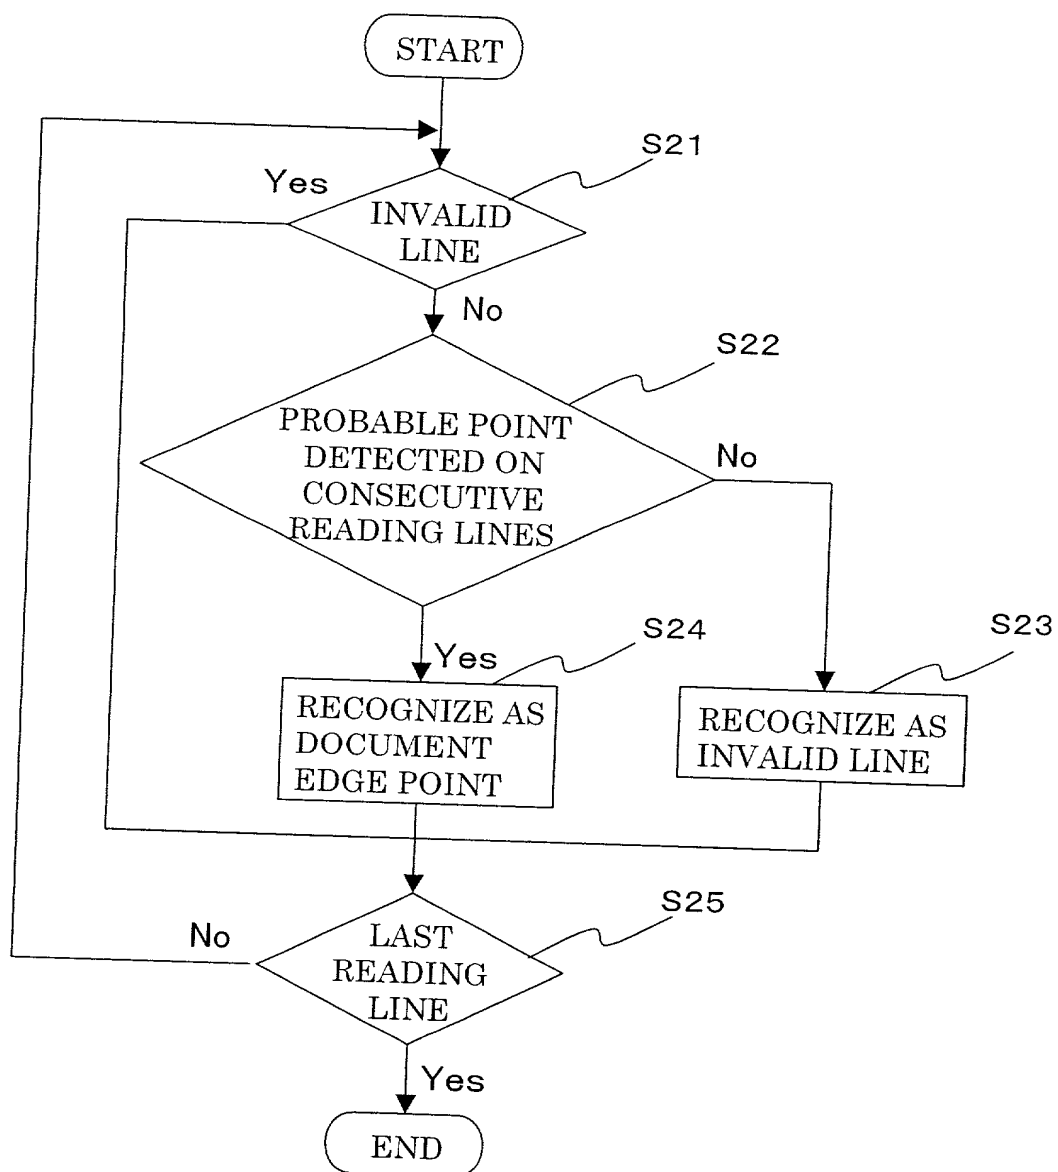 START
S21
Yes
INVALID
LINE
No
S22
PROBABLE POINT
DETECTED ON
CONSECUTIVE
READING LINES
No
Yes
S24
S23
RECOGNIZE AS
DOCUMENT
EDGE POINT
RECOGNIZE AS
INVALID LINE
S25
No
LAST
READING
LINE
Yes
END